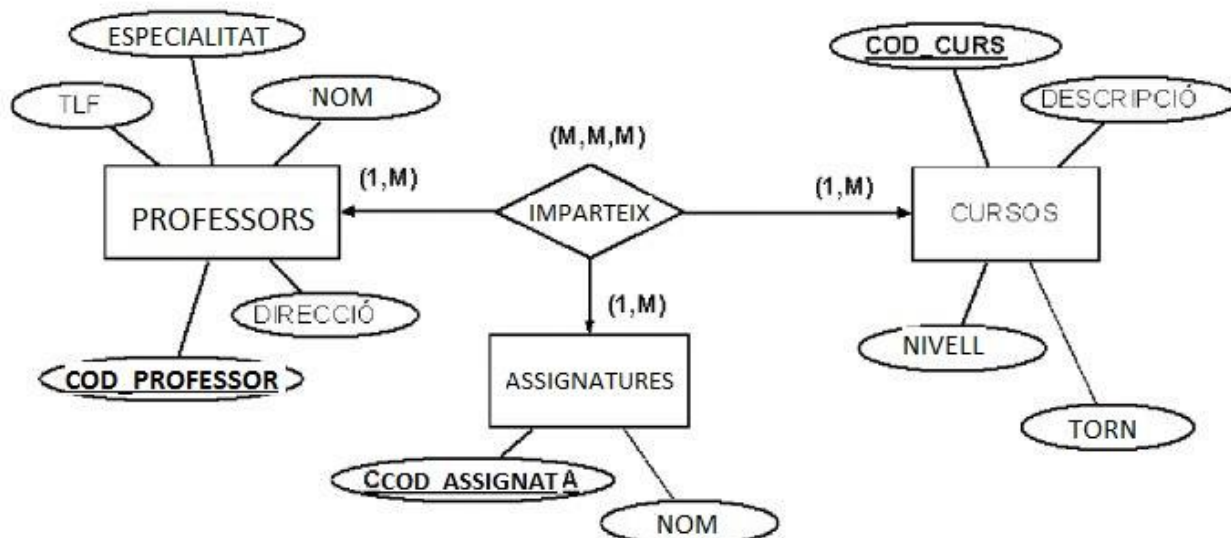 ESPECIALITAT
COD_CURS
TLF
NOM
DESCRIPCIÓ
(M,M,M)
(1,M)
(1,M)
PROFESSORS
IMPARTEIX
CURSOS
DIRECCIÓ
(1,M)
NIVELL
COD_PROFESSOR
ASSIGNATURES
TORN
CCOD_ASSIGNATA
NOM